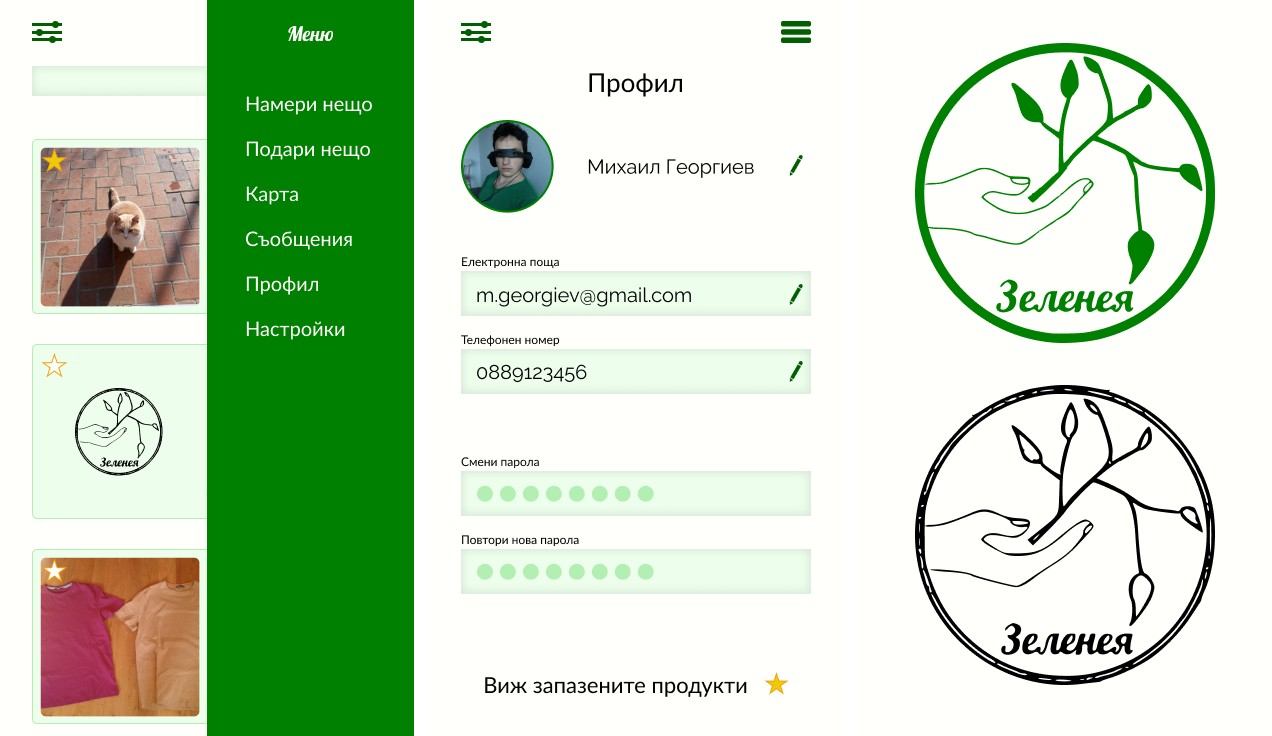 Меню
Намери нещо
Подари нещо
Карта
Съобщения
Профил
Настройки
Зеленея
Профил
Михаил Георгиев
Електронна поща
m.georgiev@gmail.com
Телефонен номер
0889123456
Смени парола
Повтори нова парола
Виж запазените продукти
Зеленея
Зеленея